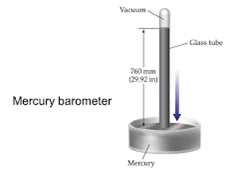 Vacuum
Glass tube
760 mm
(29.92 in)
Mercury barometer
Mercury